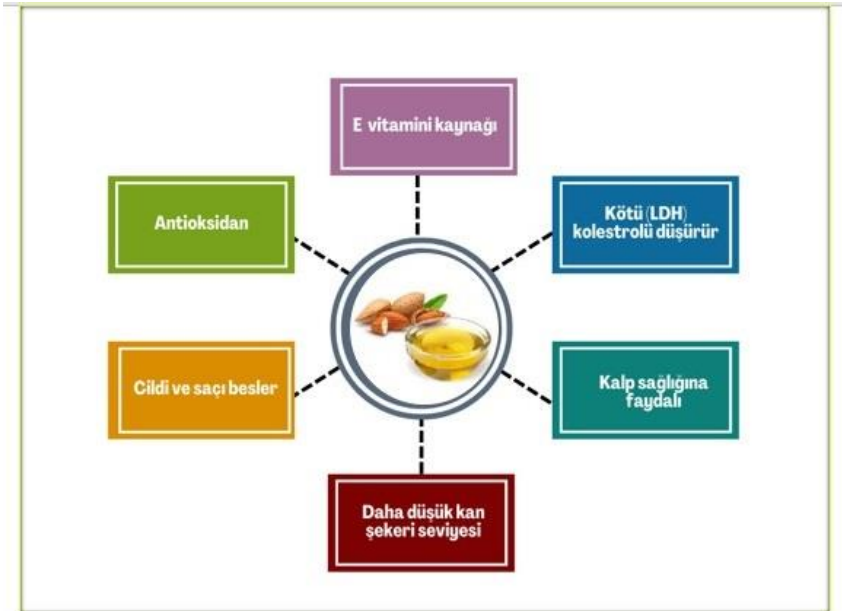 E vitamini kaynağı
Antioksidan
Kötü (LDH)
kolestrolü düşürür
Cildi ve saçı besler
Kalp sağlığına
faydalı
Daha düşük kan
şekeri seviyesi